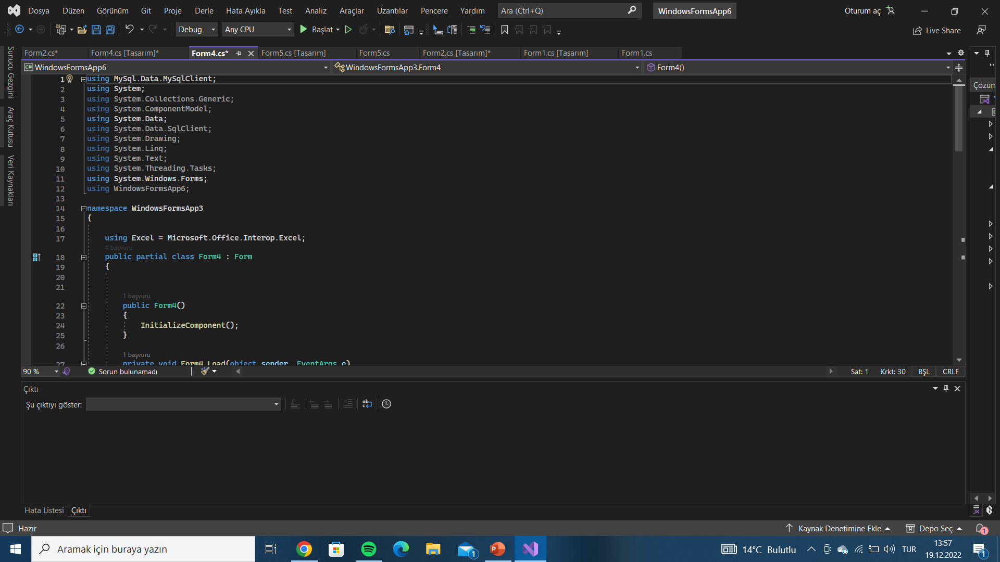 Dosya Düzen Görünüm Git Proje Derle Hata Ayıkla Test Analiz Araçlar Uzantılar Pencere Yardım Ara (Ctrl+Q) WindowsFormsApp6 Oturum aç
Debug Any CPU Başlat Live Share
Sunucu Gezgini
Araç Kutusu
Veri Kaynakları
Form2.cs* Form4.cs [Tasarım]* Form4.cs* Form5.cs [Tasarım] Form5.cs Form2.cs [Tasarım]* Form1.cs [Tasarım] Form1.cs
C# WindowsFormsApp6 WindowsFormsApp3.Form4 Form4()
Çözüm
1 using MySql.Data.MySqlClient;
2 using System;
3 using System.Collections.Generic;
4 using System.ComponentModel;
5 using System.Data;
6 using System.Data.SqlClient;
7 using System.Drawing;
8 using System.Linq;
9 using System.Text;
10 using System.Threading.Tasks;
11 using System.Windows.Forms;
12 using WindowsFormsApp6;
13
14 namespace WindowsFormsApp3
15 {
16
17 using Excel = Microsoft.Office.Interop.Excel;
4 başvuru
18 public partial class Form4 : Form
19 {
20
21
1 başvuru
22 public Form4()
23 {
24 InitializeComponent();
25 }
26
1 başvuru
27 private void Form4_Load(object sender, EventArgs e)
90 % Sorun bulunamadı Sat: 1 Krkt: 30 BŞL CRLF
Çıktı
Şu çıktıyı göster:
Hata Listesi Çıktı
Hazır Kaynak Denetimine Ekle Depo Seç 1
Aramak için buraya yazın 1 14°C Bulutlu TUR 13:57
19.12.2022 1